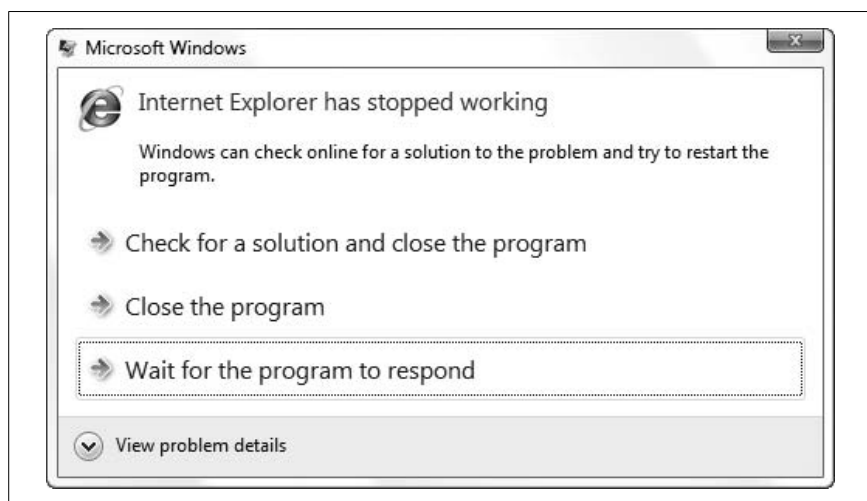 Microsoft Windows
Internet Explorer has stopped working
Windows can check online for a solution to the problem and try to restart the
program.
Check for a solution and close the program
Close the program
Wait for the program to respond
View problem details